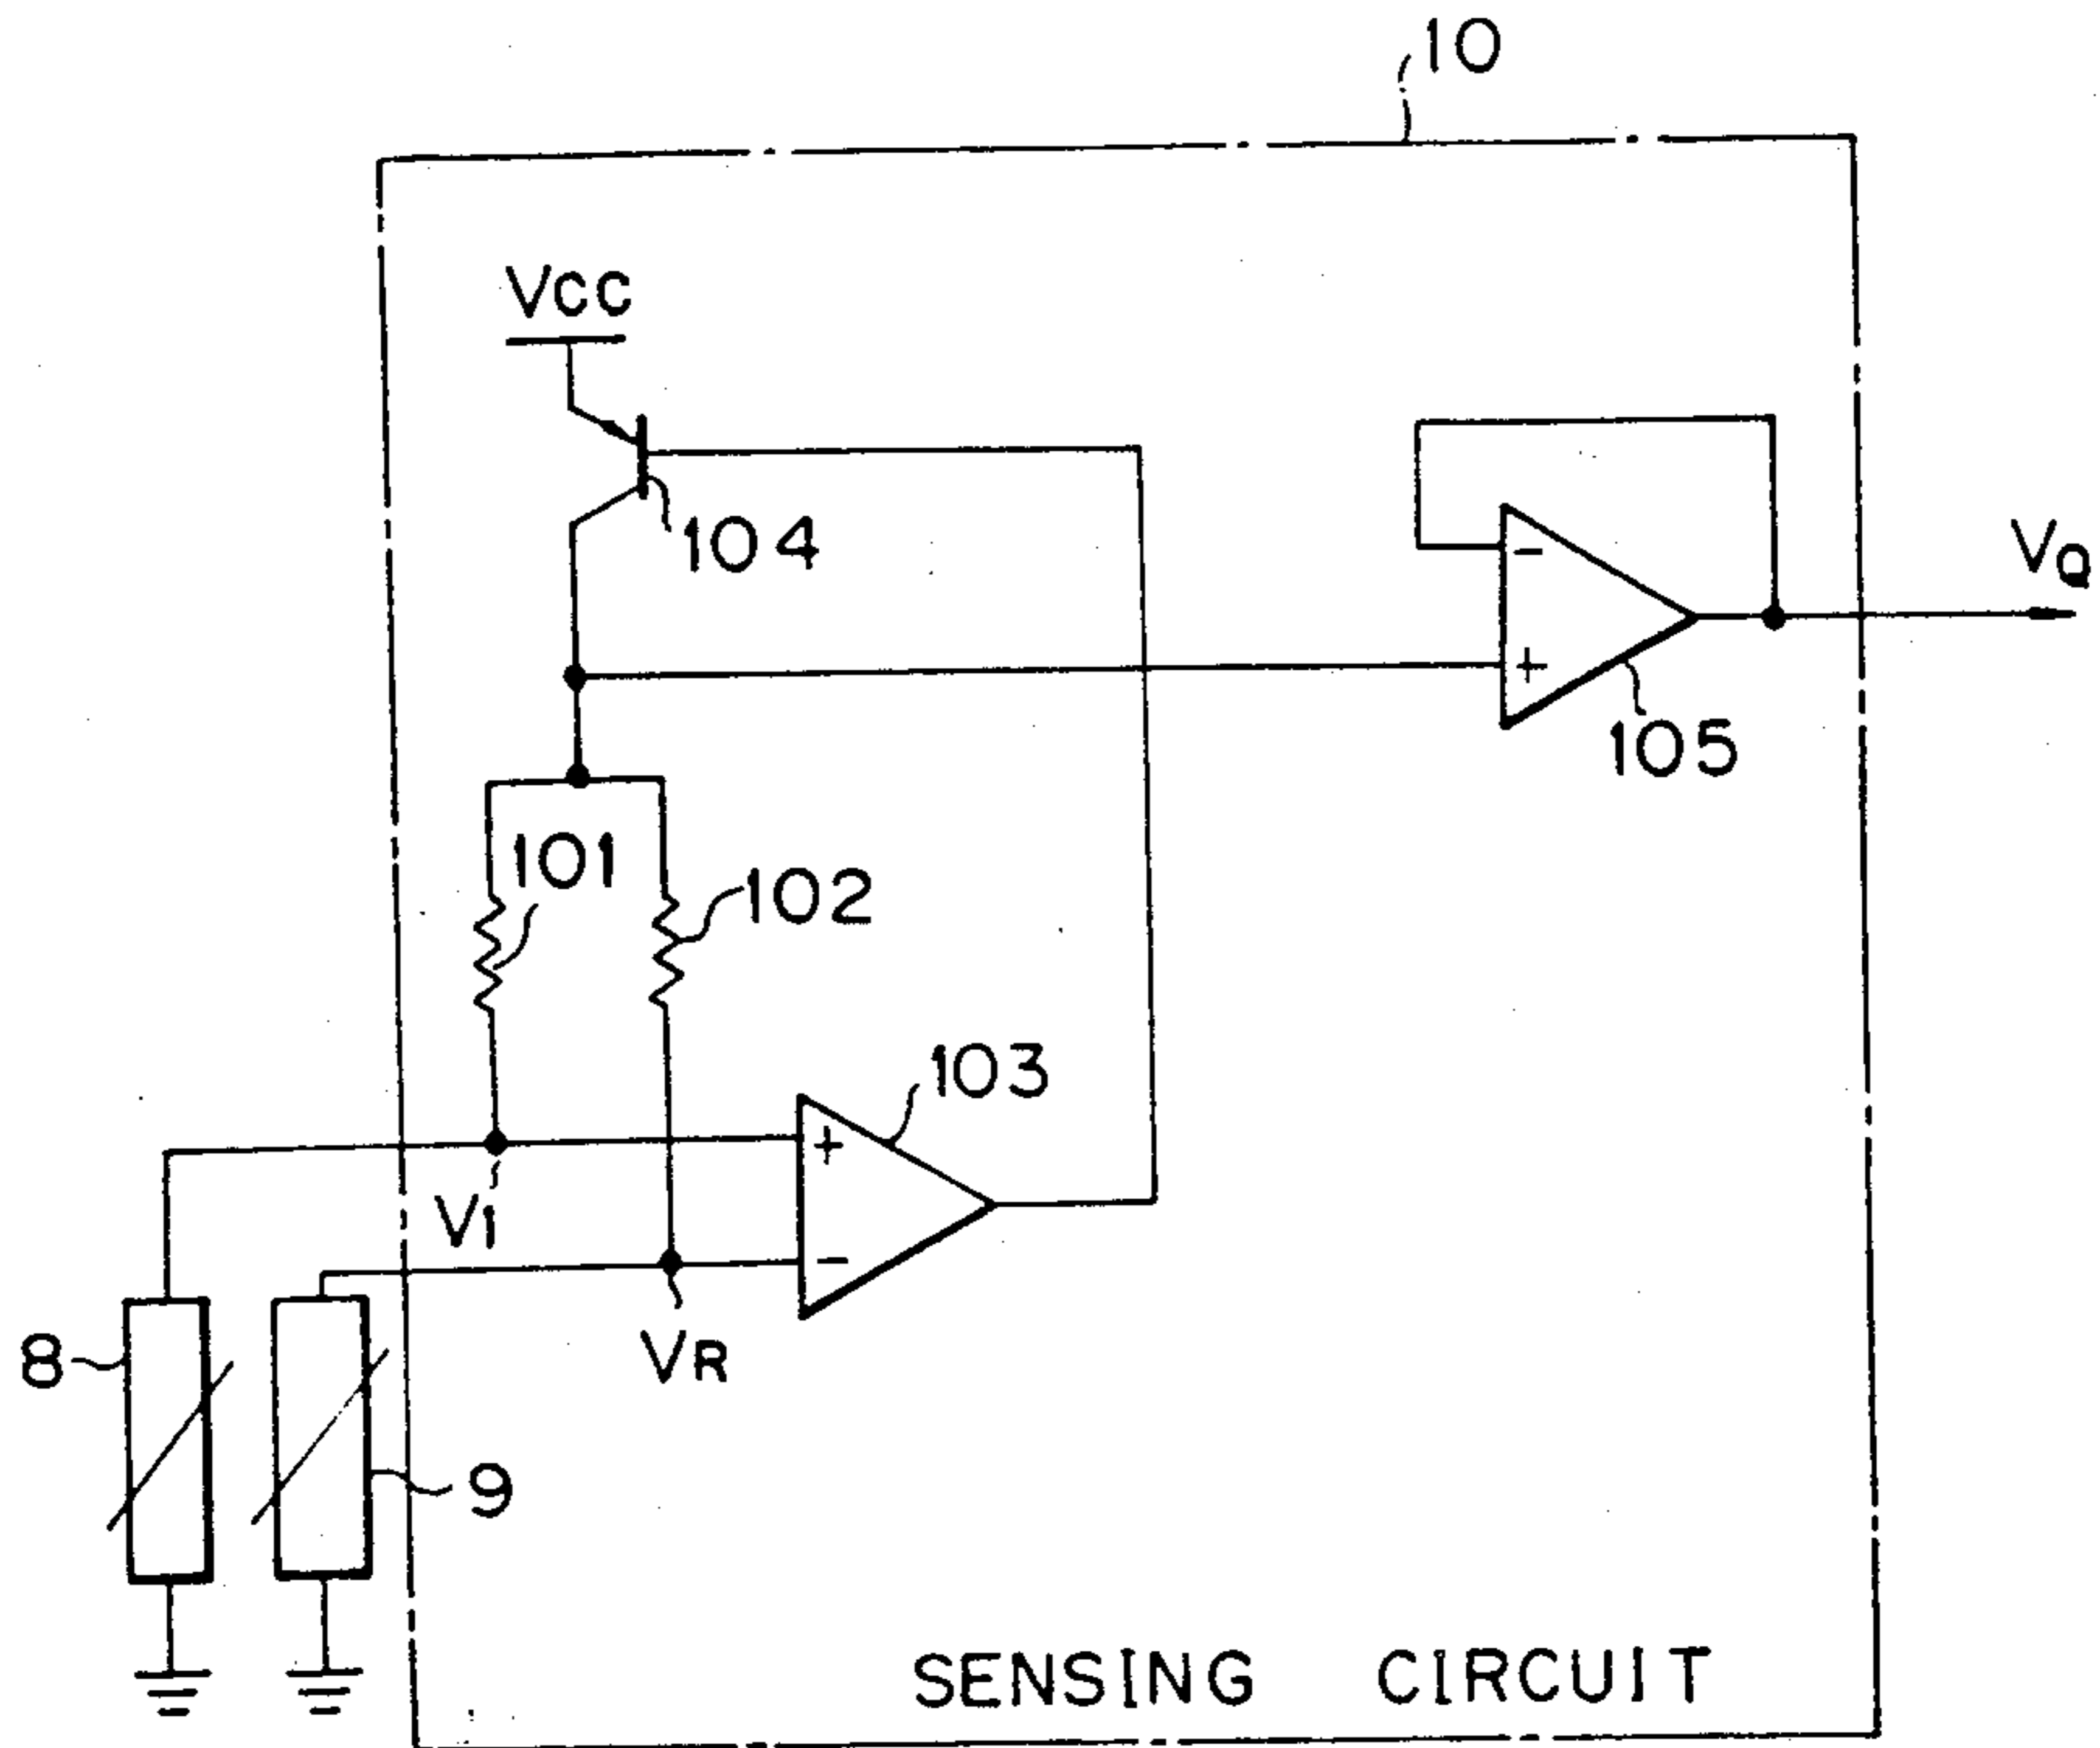 10
VCC
104
VQ
105
101
102
103
V1
VR
8
9
SENSING CIRCUIT
+
-
-
+